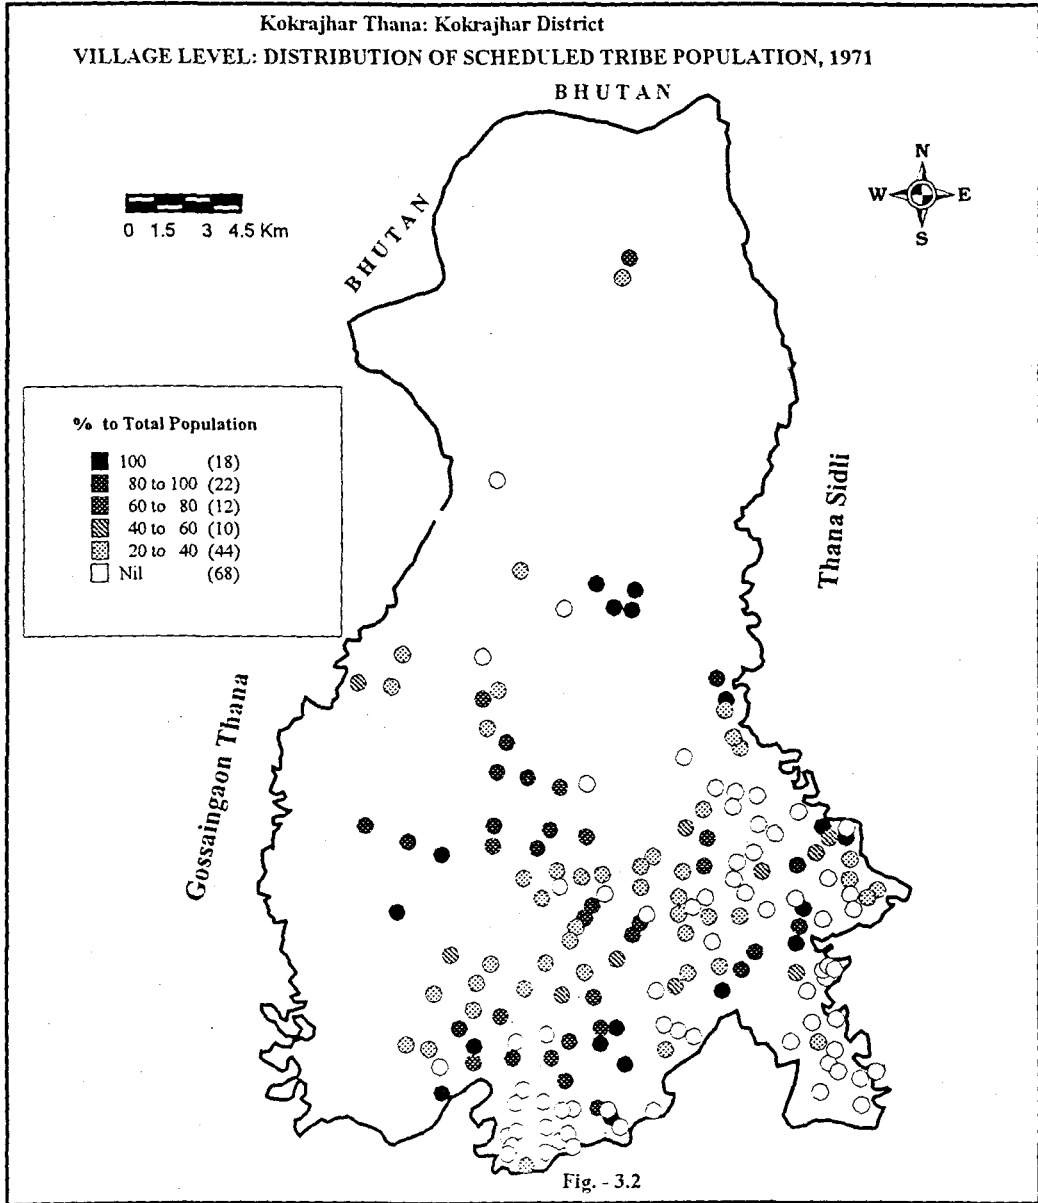 Kokrajhar Thana: Kokrajhar District
VILLAGE LEVEL: DISTRIBUTION OF SCHEDULED TRIBE POPULATION, 1971
BHUTAN
N
W E
S
0 1.5 3 4.5 Km
BHUTAN
% to Total Population
100 (18)
80 to 100 (22)
60 to 80 (12)
40 to 60 (10)
20 to 40 (44)
Nil (68)
Thana Sidli
Gossaingaon Thana
Fig. - 3.2